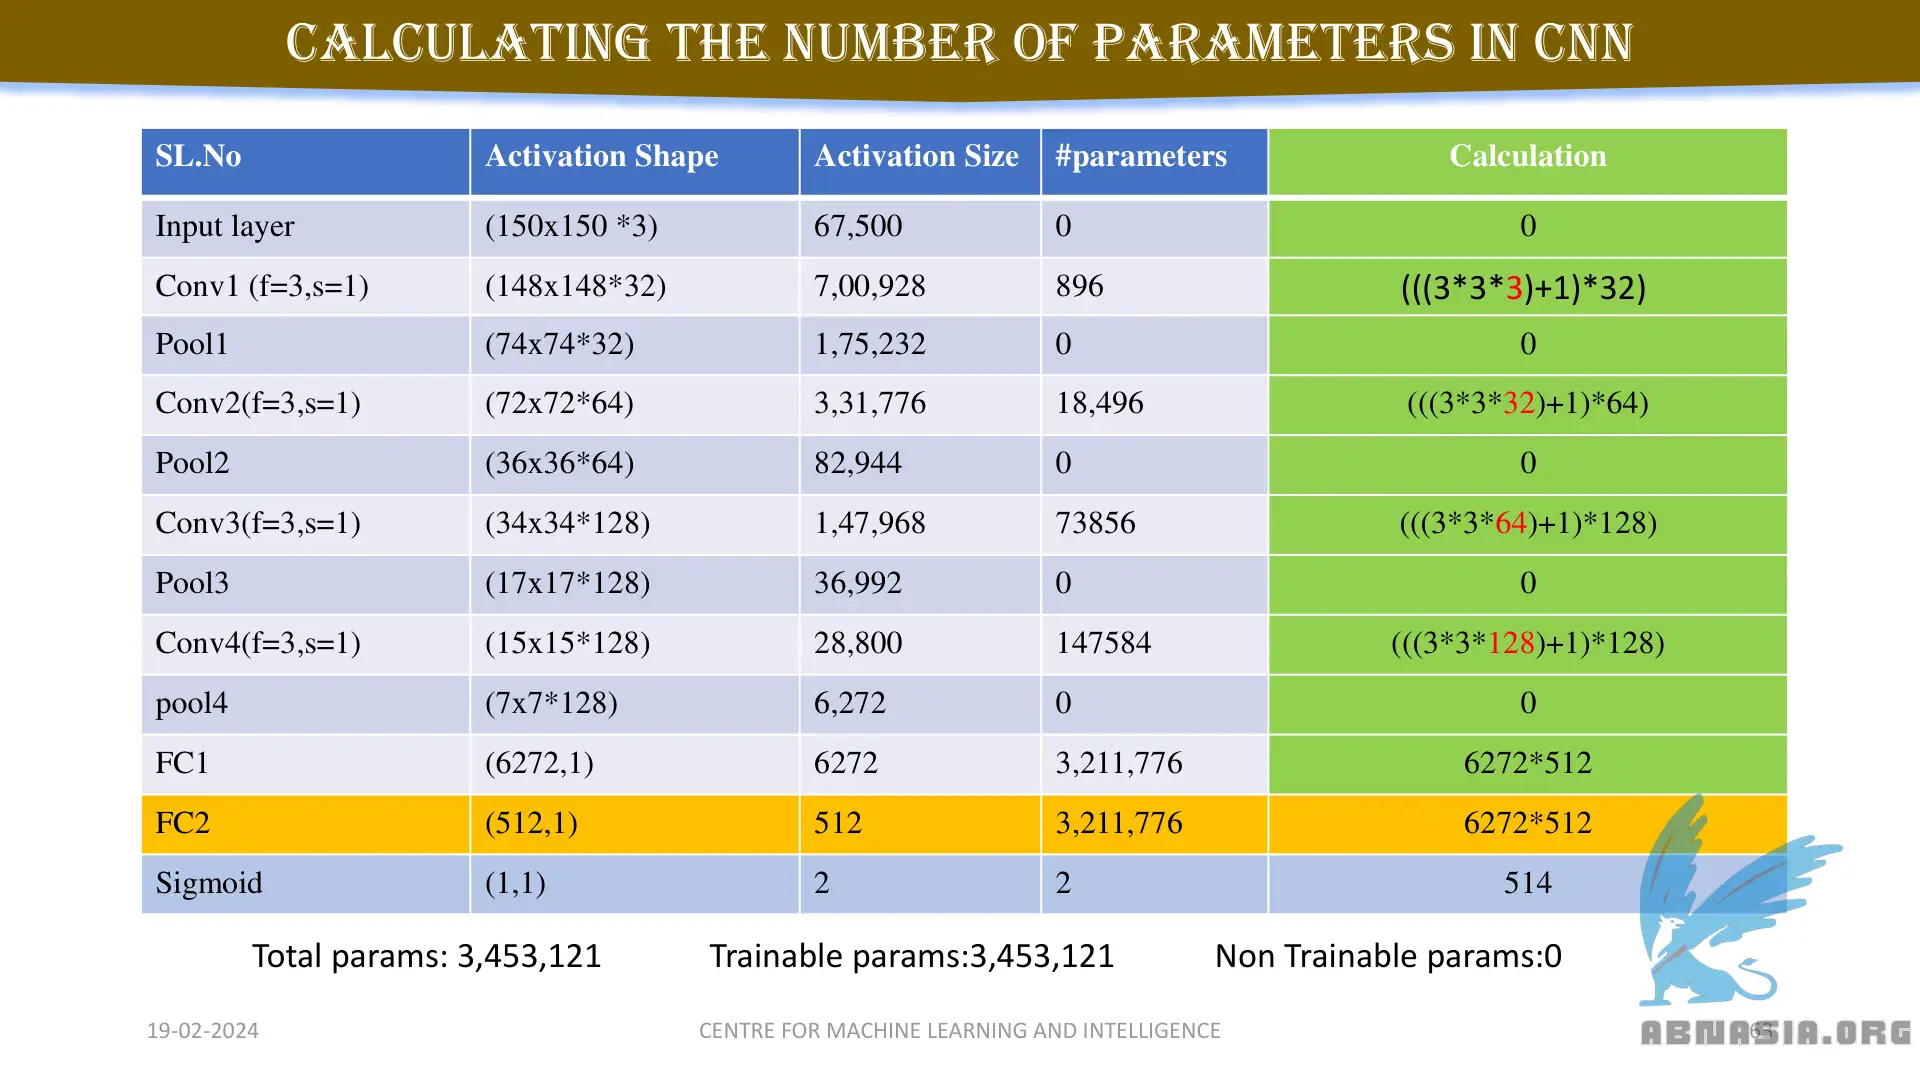 CALCULATING THE NUMBER OF PARAMETERS IN CNN
SL.No Activation Shape Activation Size #parameters Calculation
Input layer (150x150 *3) 67,500 0 0
Conv1 (f=3,s=1) (148x148*32) 7,00,928 896 (((3*3*3)+1)*32)
Pool1 (74x74*32) 1,75,232 0 0
Conv2(f=3,s=1) (72x72*64) 3,31,776 18,496 (((3*3*32)+1)*64)
Pool2 (36x36*64) 82,944 0 0
Conv3(f=3,s=1) (34x34*128) 1,47,968 73856 (((3*3*64)+1)*128)
Pool3 (17x17*128) 36,992 0 0
Conv4(f=3,s=1) (15x15*128) 28,800 147584 (((3*3*128)+1)*128)
pool4 (7x7*128) 6,272 0 0
FC1 (6272,1) 6272 3,211,776 6272*512
FC2 (512,1) 512 3,211,776 6272*512
Sigmoid (1,1) 2 2 514
Total params: 3,453,121 Trainable params:3,453,121 Non Trainable params:0
19-02-2024 CENTRE FOR MACHINE LEARNING AND INTELLIGENCE
ABNASIA.ORG